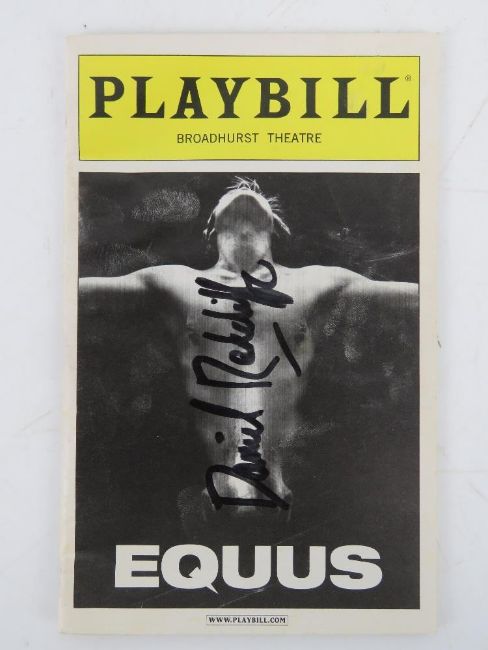 PLAYBILL®
BROADHURST THEATRE
Daniel Radcliffe
EQUUS
WWW.PLAYBILL.COM